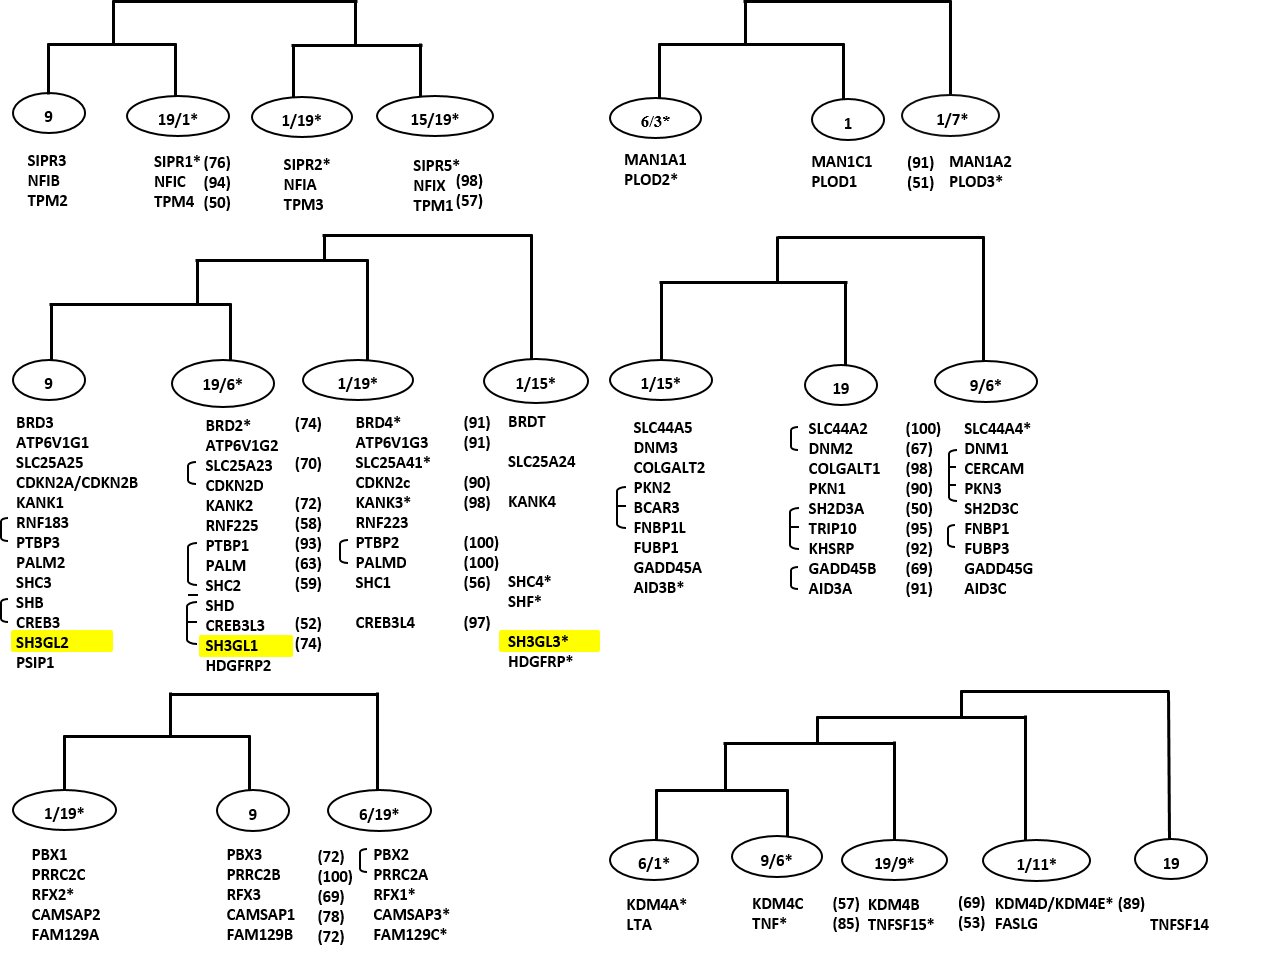 9 19/1* 1/19* 15/19*
SIPR3 SIPR1* (76) SIPR2* SIPR5*
NFIB NFIC (94) NFIA NFIX (98)
TPM2 TPM4 (50) TPM3 TPM1 (57)
6/3* 1 1/7*
MAN1A1 MAN1C1 (91) MAN1A2
PLOD2* PLOD1 (51) PLOD3*
9 19/6* 1/19* 1/15*
BRD3 BRD2* (74) BRD4* (91) BRDT
ATP6V1G1 ATP6V1G2 ATP6V1G3 (91)
SLC25A25 SLC25A23 (70) SLC25A41* SLC25A24
CDKN2A/CDKN2B CDKN2D CDKN2c (90)
KANK1 KANK2 (72) KANK3* (98) KANK4
RNF183 RNF225 (58) RNF223
PTBP3 PTBP1 (93) PTBP2 (100)
PALM2 PALM (63) PALMD (100)
SHC3 SHC2 (59) SHC1 (56) SHC4*
SHB SHD SHF*
CREB3 CREB3L3 (52) CREB3L4 (97)
SH3GL2 SH3GL1 (74) SH3GL3*
PSIP1 HDGFRP2 HDGFRP*
1/15* 19 9/6*
SLC44A5 SLC44A2 (100) SLC44A4*
DNM3 DNM2 (67) DNM1
COLGALT2 COLGALT1 (98) CERCAM
PKN2 PKN1 (90) PKN3
BCAR3 SH2D3A (50) SH2D3C
FNBP1L TRIP10 (95) FNBP1
FUBP1 KHSRP (92) FUBP3
GADD45A GADD45B (69) GADD45G
AID3B* AID3A (91) AID3C
1/19* 9 6/19*
PBX1 PBX3 (72) PBX2
PRRC2C PRRC2B (100) PRRC2A
RFX2* RFX3 (69) RFX1*
CAMSAP2 CAMSAP1 (78) CAMSAP3*
FAM129A FAM129B (72) FAM129C*
6/1* 9/6* 19/9* 1/11* 19
KDM4A* KDM4C (57) KDM4B (69) KDM4D/KDM4E* (89)
LTA TNF* (85) TNFSF15* (53) FASLG TNFSF14